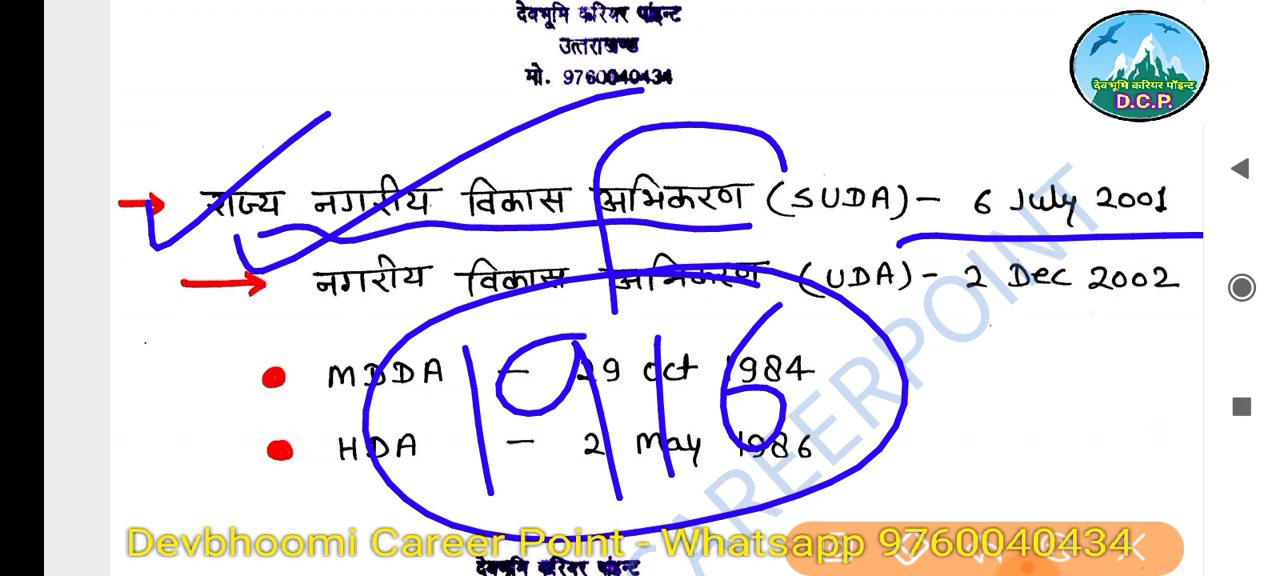 देवभूमि करियर पांइन्ट
उत्तराखण्ड
मो. 9760040434
देवभूमि करियर पॉइन्ट
D.C.P.
राज्य नगरीय विकास अभिकरण (SUDA) - 6 July 2001
नगरीय विकास अभिकरण (UDA) - 2 Dec 2002
1916
MDDA - 29 Oct 1984
HDA - 2 May 1986
CAREERPOINT
Devbhoomi Career Point - Whatsapp 9760040434
देवभूमि करियर पांइन्ट